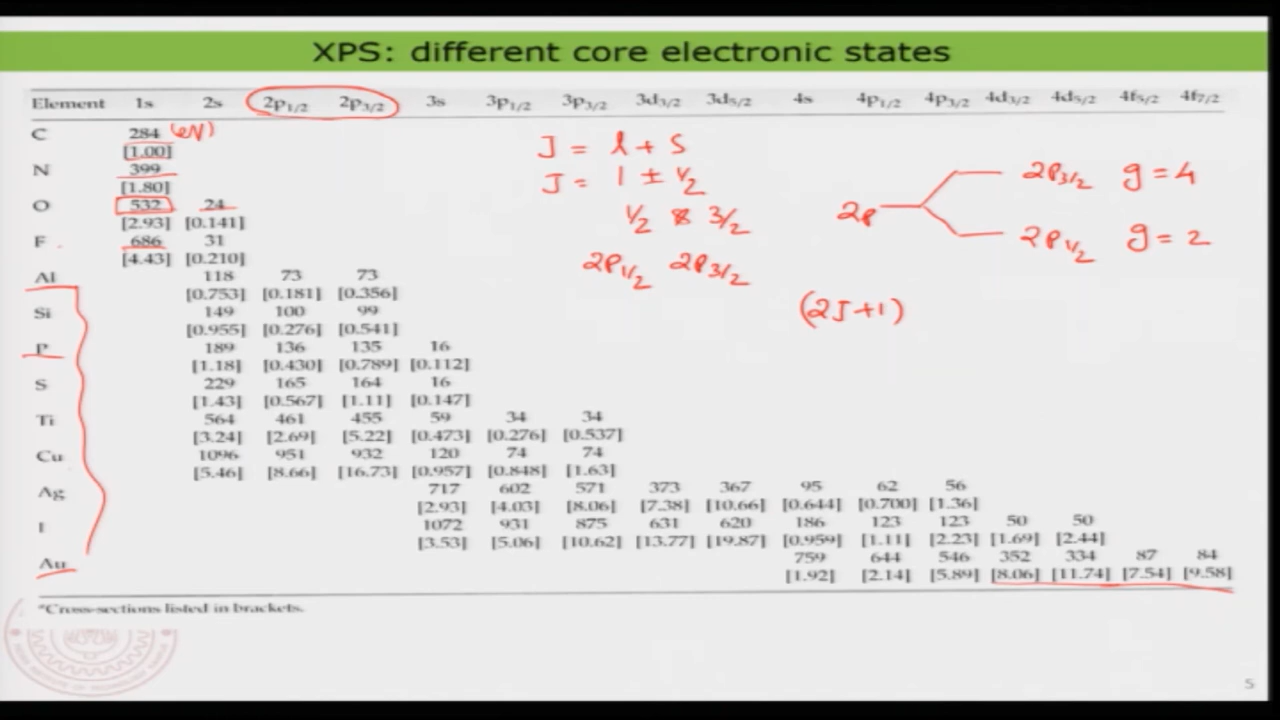 XPS: different core electronic states
Element 1s 2s 2p1/2 2p3/2 3s 3p1/2 3p3/2 3d3/2 3d5/2 4s 4p1/2 4p3/2 4d3/2 4d5/2 4f5/2 4f7/2
C 284 (eV)
[1.00]
N 399
[1.80]
O 532 24
[2.93] [0.141]
F 686 31
[4.43] [0.210]
Al 118 73 73
[0.753] [0.181] [0.356]
Si 149 100 99
[0.955] [0.276] [0.541]
P 189 136 135 16
[1.18] [0.430] [0.789] [0.112]
S 229 165 164 16
[1.43] [0.567] [1.11] [0.147]
Ti 564 461 455 59 34 34
[3.24] [2.69] [5.22] [0.473] [0.276] [0.537]
Cu 1096 951 932 120 74 74
[5.46] [8.66] [16.73] [0.957] [0.848] [1.63]
Ag 717 602 571 373 367 95 62 56
[2.93] [4.03] [8.06] [7.38] [10.66] [0.644] [0.700] [1.36]
I 1072 931 875 631 620 186 123 123 50 50
[3.53] [5.06] [10.62] [13.77] [19.87] [0.959] [1.11] [2.23] [1.69] [2.44]
Au 759 644 546 352 334 87 84
[1.92] [2.14] [5.89] [8.06] [11.74] [7.54] [9.58]
*Cross-sections listed in brackets.
J = l + S
J = 1 ± 1/2
1/2 & 3/2
2P1/2 2P3/2
2P
2P3/2 g = 4
2P1/2 g = 2
(2J+1)
5